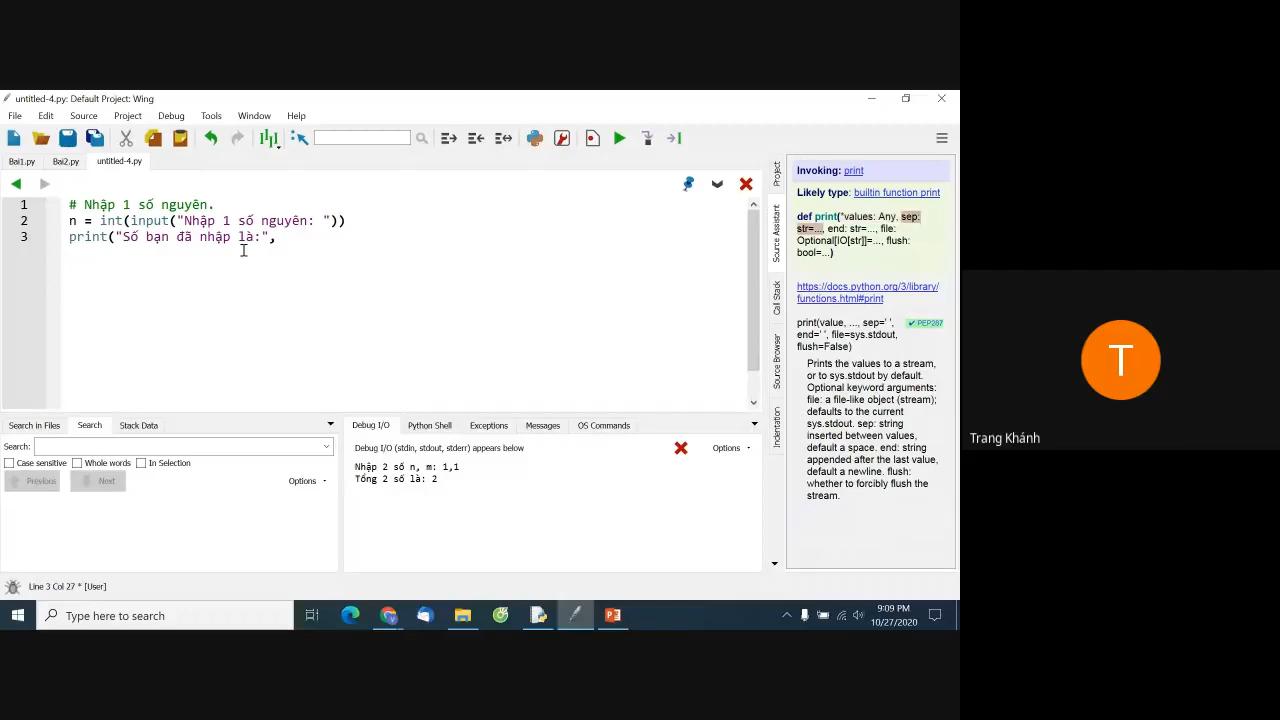 untitled-4.py: Default Project: Wing
File Edit Source Project Debug Tools Window Help
Bai1.py Bai2.py untitled-4.py
1 # Nhập 1 số nguyên.
2 n = int(input("Nhập 1 số nguyên: "))
3 print("Số bạn đã nhập là:",
Project
Source Assistant
Call Stack
Source Browser
Indentation
Invoking: print
Likely type: builtin function print
def print(*values: Any, sep:
str=..., end: str=..., file:
Optional[IO[str]]=..., flush:
bool=...)
https://docs.python.org/3/library/
functions.html#print
print(value, ..., sep=' ',
end=' ', file=sys.stdout,
flush=False)
✔ PEP287
Prints the values to a stream,
or to sys.stdout by default.
Optional keyword arguments:
file: a file-like object (stream);
defaults to the current
sys.stdout. sep: string
inserted between values,
default a space. end: string
appended after the last value,
default a newline. flush:
whether to forcibly flush the
stream.
Search in Files Search Stack Data
Search:
Case sensitive Whole words In Selection
Previous Next Options
Debug I/O Python Shell Exceptions Messages OS Commands
Debug I/O (stdin, stdout, stderr) appears below
Options
Nhập 2 số n, m: 1,1
Tổng 2 số là: 2
Line 3 Col 27 * [User]
Type here to search
9:09 PM
10/27/2020
T
Trang Khánh